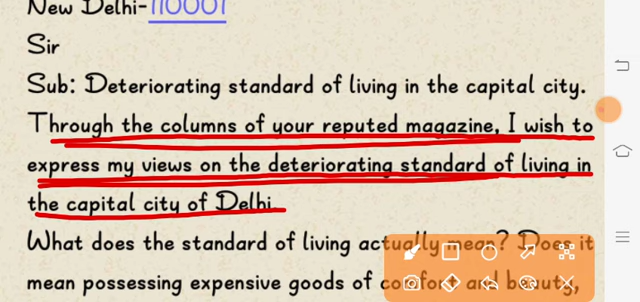 New Delhi-110001
Sir
Sub: Deteriorating standard of living in the capital city.
Through the columns of your reputed magazine, I wish to
express my views on the deteriorating standard of living in
the capital city of Delhi.
What does the standard of living actually mean? Does it
mean possessing expensive goods of comfort and beauty,